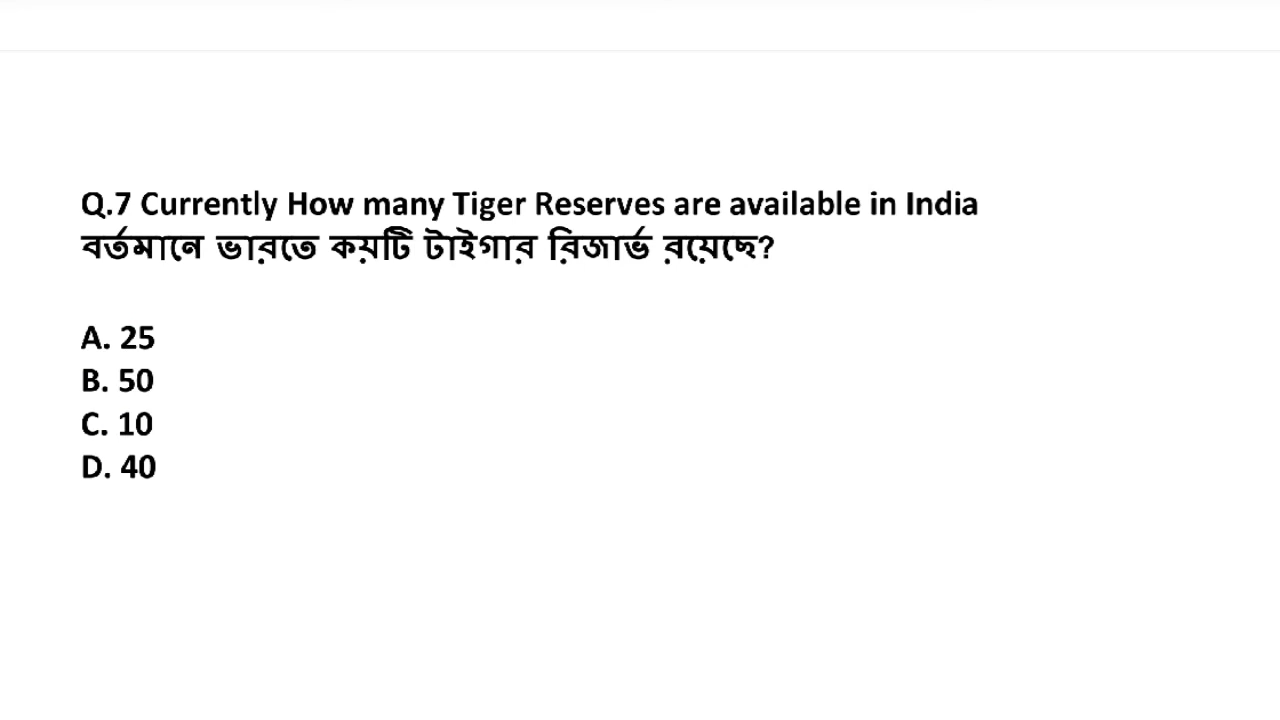 Q.7 Currently How many Tiger Reserves are available in India
বর্তমানে ভারতে কয়টি টাইগার রিজার্ভ রয়েছে?
A. 25
B. 50
C. 10
D. 40